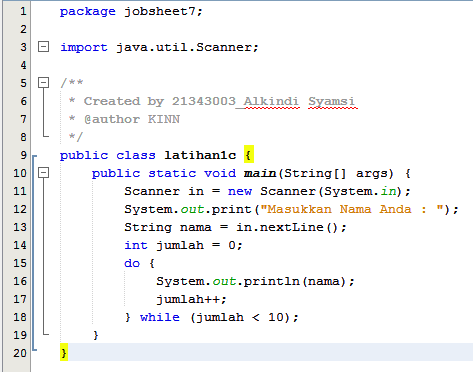 1 package jobsheet7;
2
3 import java.util.Scanner;
4
5 /**
6  * Created by 21343003_Alkindi Syamsi
7  * @author KINN
8  */
9 public class latihan1c {
10     public static void main(String[] args) {
11         Scanner in = new Scanner(System.in);
12         System.out.print("Masukkan Nama Anda : ");
13         String nama = in.nextLine();
14         int jumlah = 0;
15         do {
16             System.out.println(nama);
17             jumlah++;
18         } while (jumlah < 10);
19     }
20 }